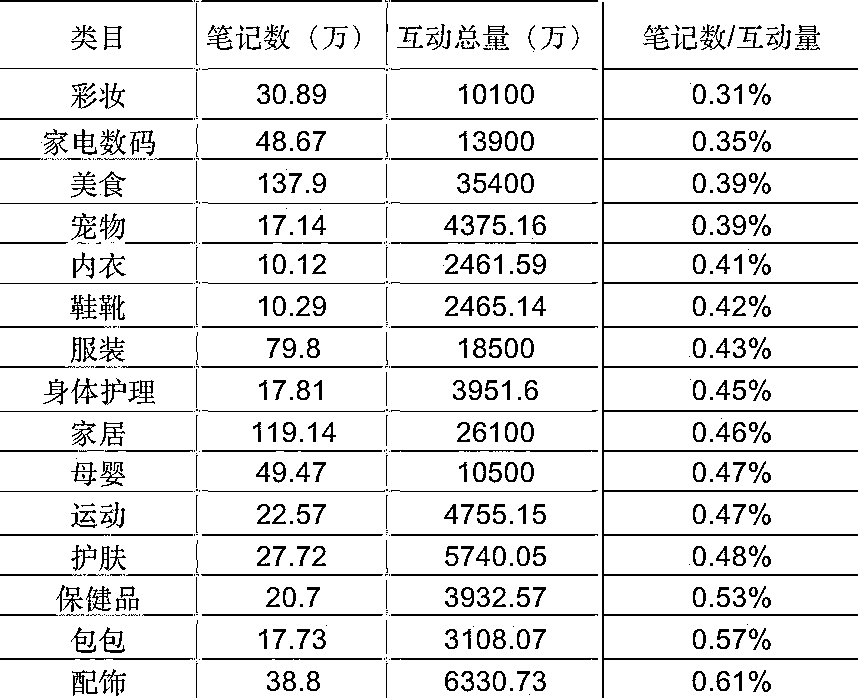 类目 笔记数（万） 互动总量（万） 笔记数/互动量
彩妆 30.89 10100 0.31%
家电数码 48.67 13900 0.35%
美食 137.9 35400 0.39%
宠物 17.14 4375.16 0.39%
内衣 10.12 2461.59 0.41%
鞋靴 10.29 2465.14 0.42%
服装 79.8 18500 0.43%
身体护理 17.81 3951.6 0.45%
家居 119.14 26100 0.46%
母婴 49.47 10500 0.47%
运动 22.57 4755.15 0.47%
护肤 27.72 5740.05 0.48%
保健品 20.7 3932.57 0.53%
包包 17.73 3108.07 0.57%
配饰 38.8 6330.73 0.61%